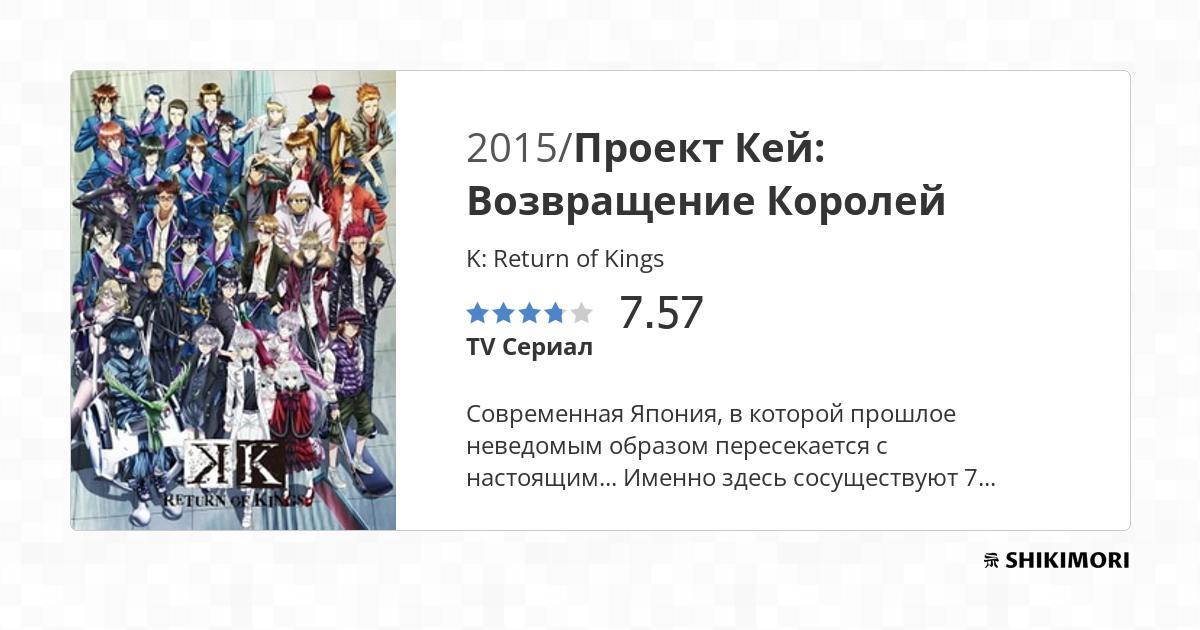 2015/Проект Кей:
Возвращение Королей
K: Return of Kings
7.57
TV Сериал
Современная Япония, в которой прошлое
неведомым образом пересекается с
настоящим... Именно здесь сосуществуют 7...
K K
RETURN OF KINGS
SHIKIMORI